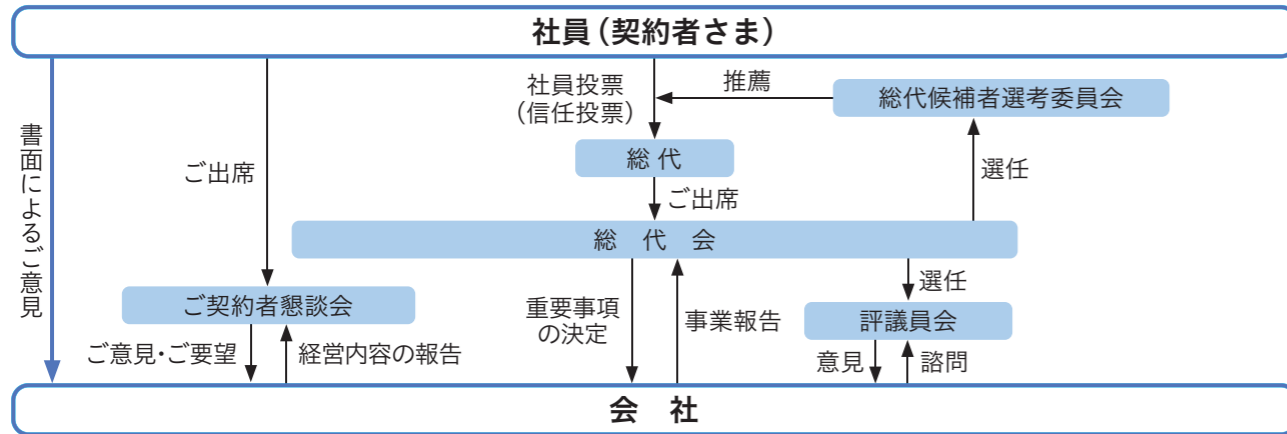 社員（契約者さま）
書面によるご意見
ご出席
社員投票
（信任投票）
推薦
総代候補者選考委員会
総代
選任
ご出席
総代会
ご契約者懇談会
重要事項
の決定
事業報告
選任
評議員会
ご意見・ご要望
経営内容の報告
意見
諮問
会社